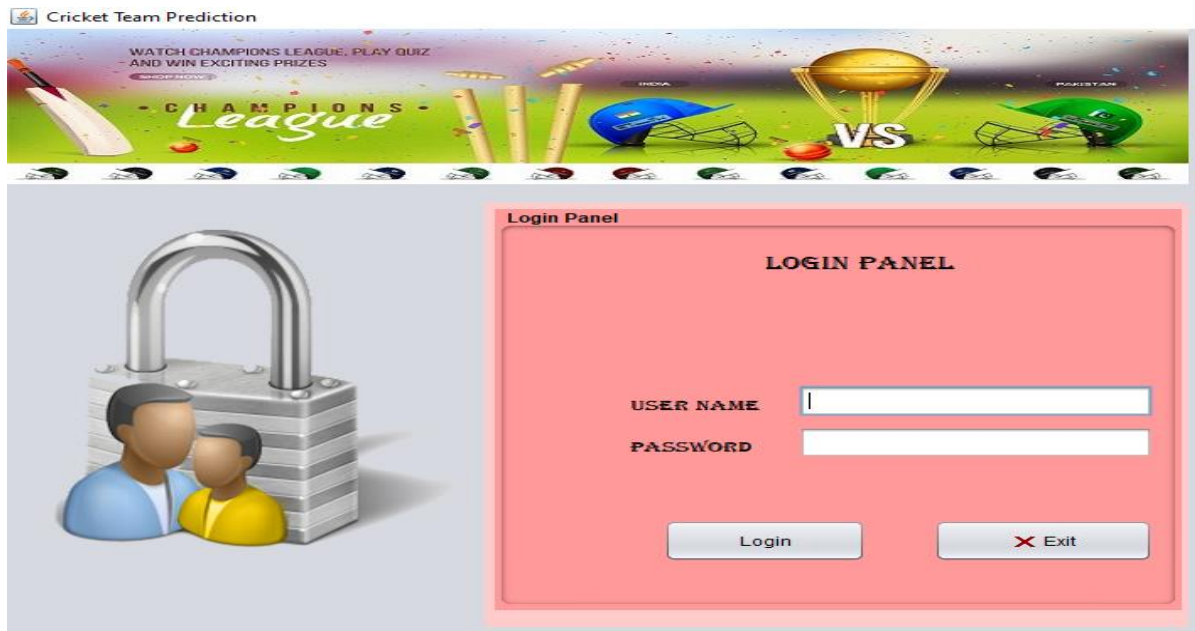 Cricket Team Prediction
WATCH CHAMPIONS LEAGUE, PLAY QUIZ
AND WIN EXCITING PRIZES
SHOP NOW
• CHAMPIONS •
League
INDIA
VS
PAKISTAN
Login Panel
LOGIN PANEL
USER NAME
PASSWORD
Login
Exit